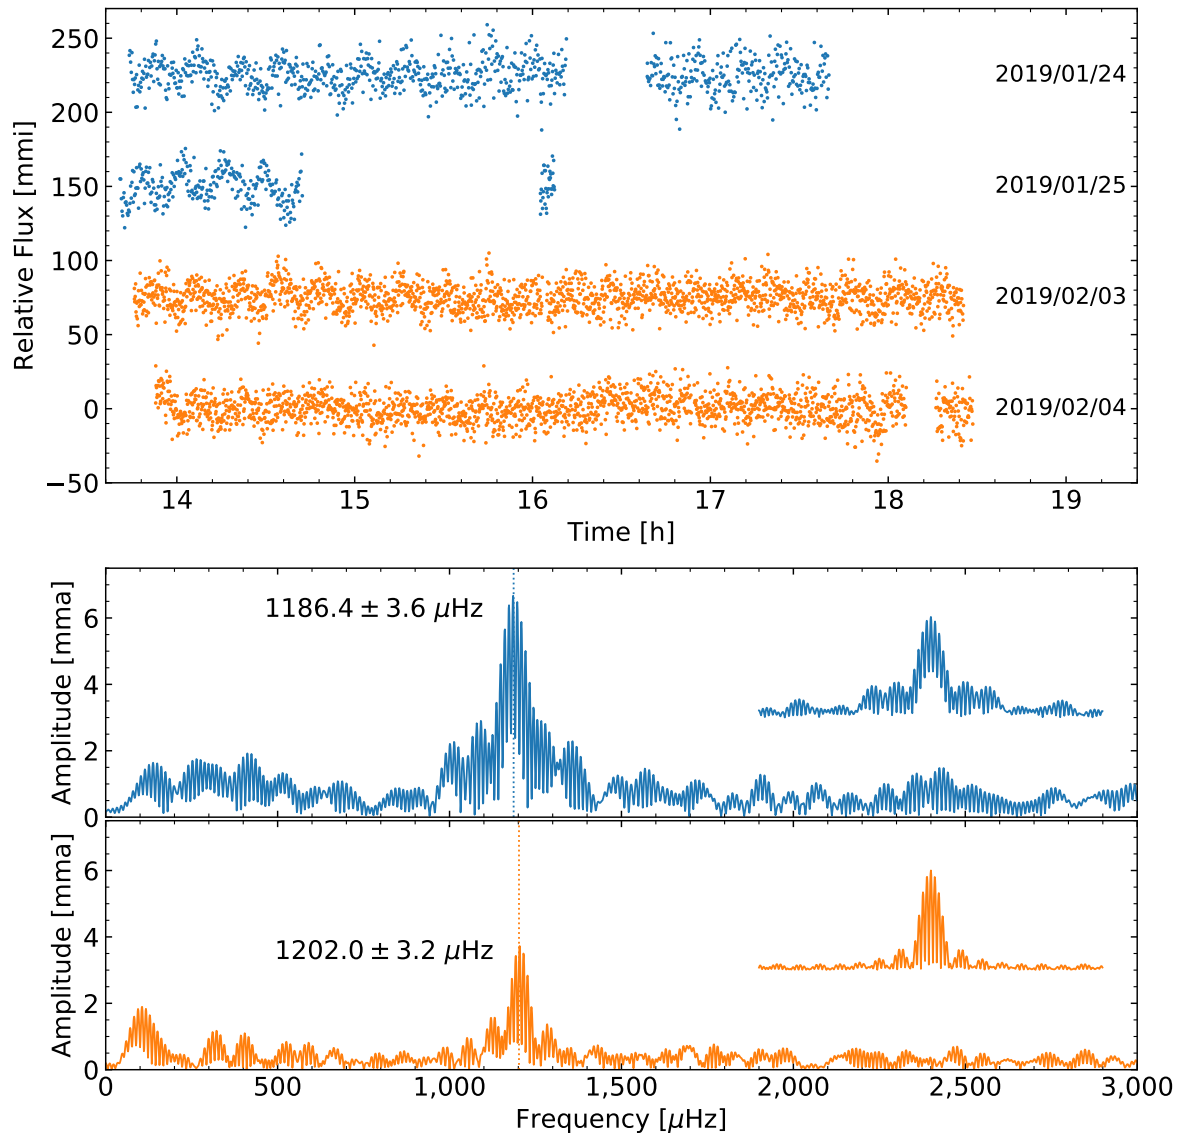 250
200
150
100
50
0
−50
Relative Flux [mmi]
2019/01/24
2019/01/25
2019/02/03
2019/02/04
14 15 16 17 18 19
Time [h]
6
4
2
0
Amplitude [mma]
1186.4 ± 3.6 μHz
6
4
2
0
Amplitude [mma]
1202.0 ± 3.2 μHz
0 500 1,000 1,500 2,000 2,500 3,000
Frequency [μHz]